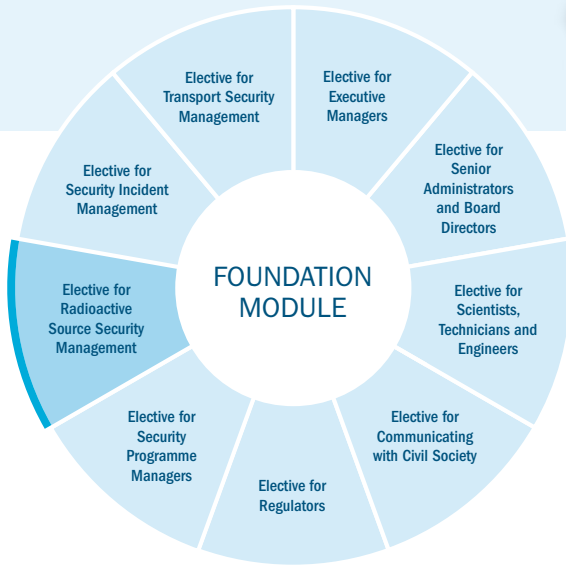 Elective for
Transport Security
Management
Elective for
Executive
Managers
Elective for
Senior
Administrators
and Board
Directors
Elective for
Scientists,
Technicians and
Engineers
Elective for
Communicating
with Civil Society
Elective for
Regulators
Elective for
Security
Programme
Managers
Elective for
Radioactive
Source Security
Management
Elective for
Security Incident
Management
FOUNDATION
MODULE